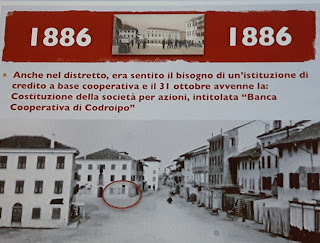 1886 1886
• Anche nel distretto, era sentito il bisogno di un'istituzione di
credito a base cooperativa e il 31 ottobre avvenne la:
Costituzione della società per azioni, intitolata "Banca
Cooperativa di Codroipo"